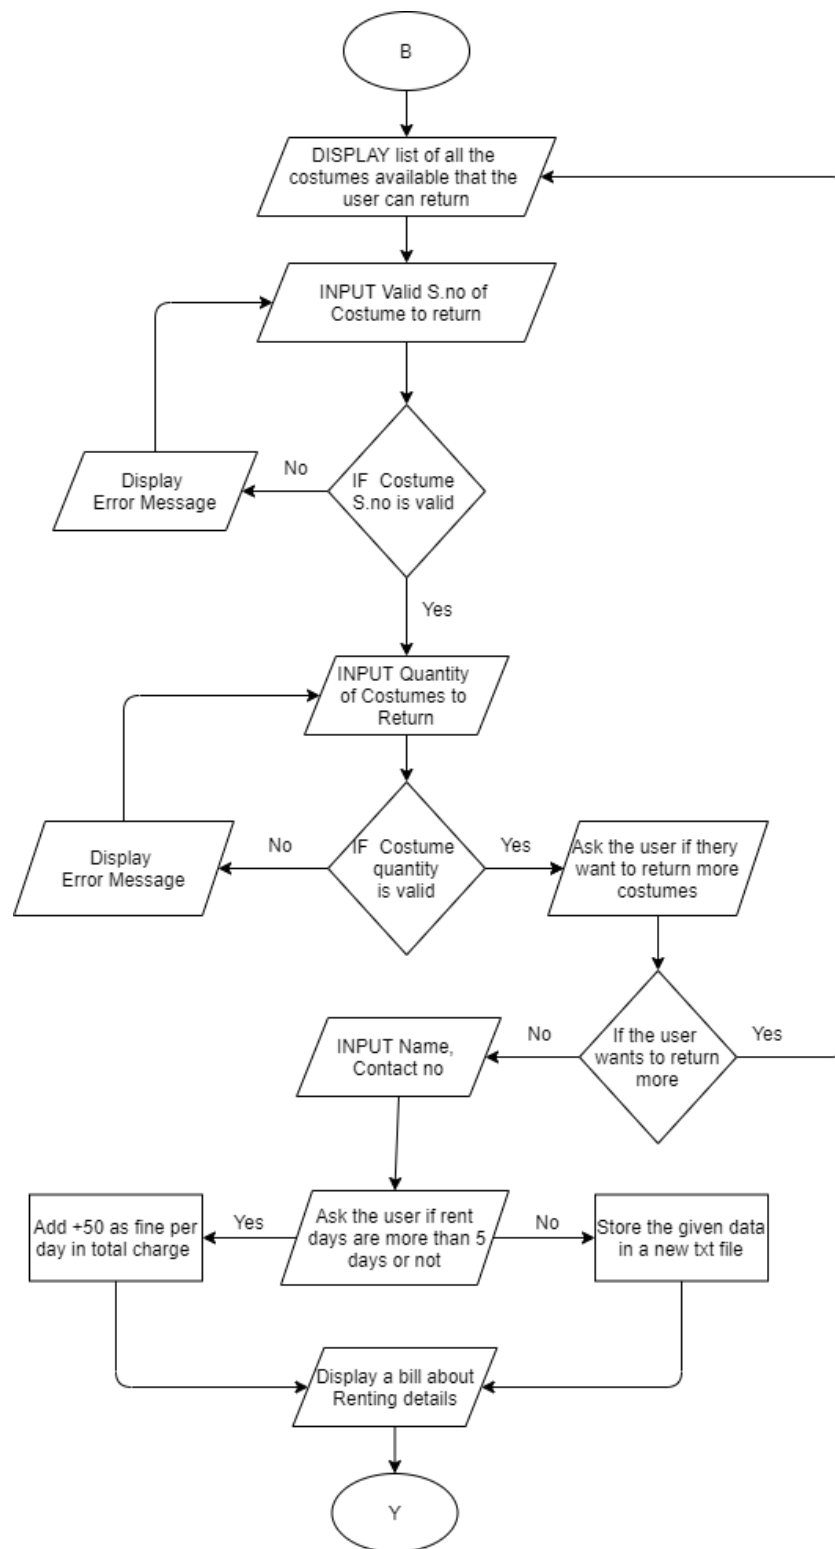 B
DISPLAY list of all the
costumes available that the
user can return
INPUT Valid S.no of
Costume to return
IF  Costume
S.no is valid
No
Display
Error Message
Yes
INPUT Quantity
of Costumes to
Return
IF  Costume
quantity
is valid
No
Display
Error Message
Yes
Ask the user if thery
want to return more
costumes
If the user
wants to return
more
Yes
No
INPUT Name,
Contact no
Ask the user if rent
days are more than 5
days or not
Yes
Add +50 as fine per
day in total charge
No
Store the given data
in a new txt file
Display a bill about
Renting details
Y